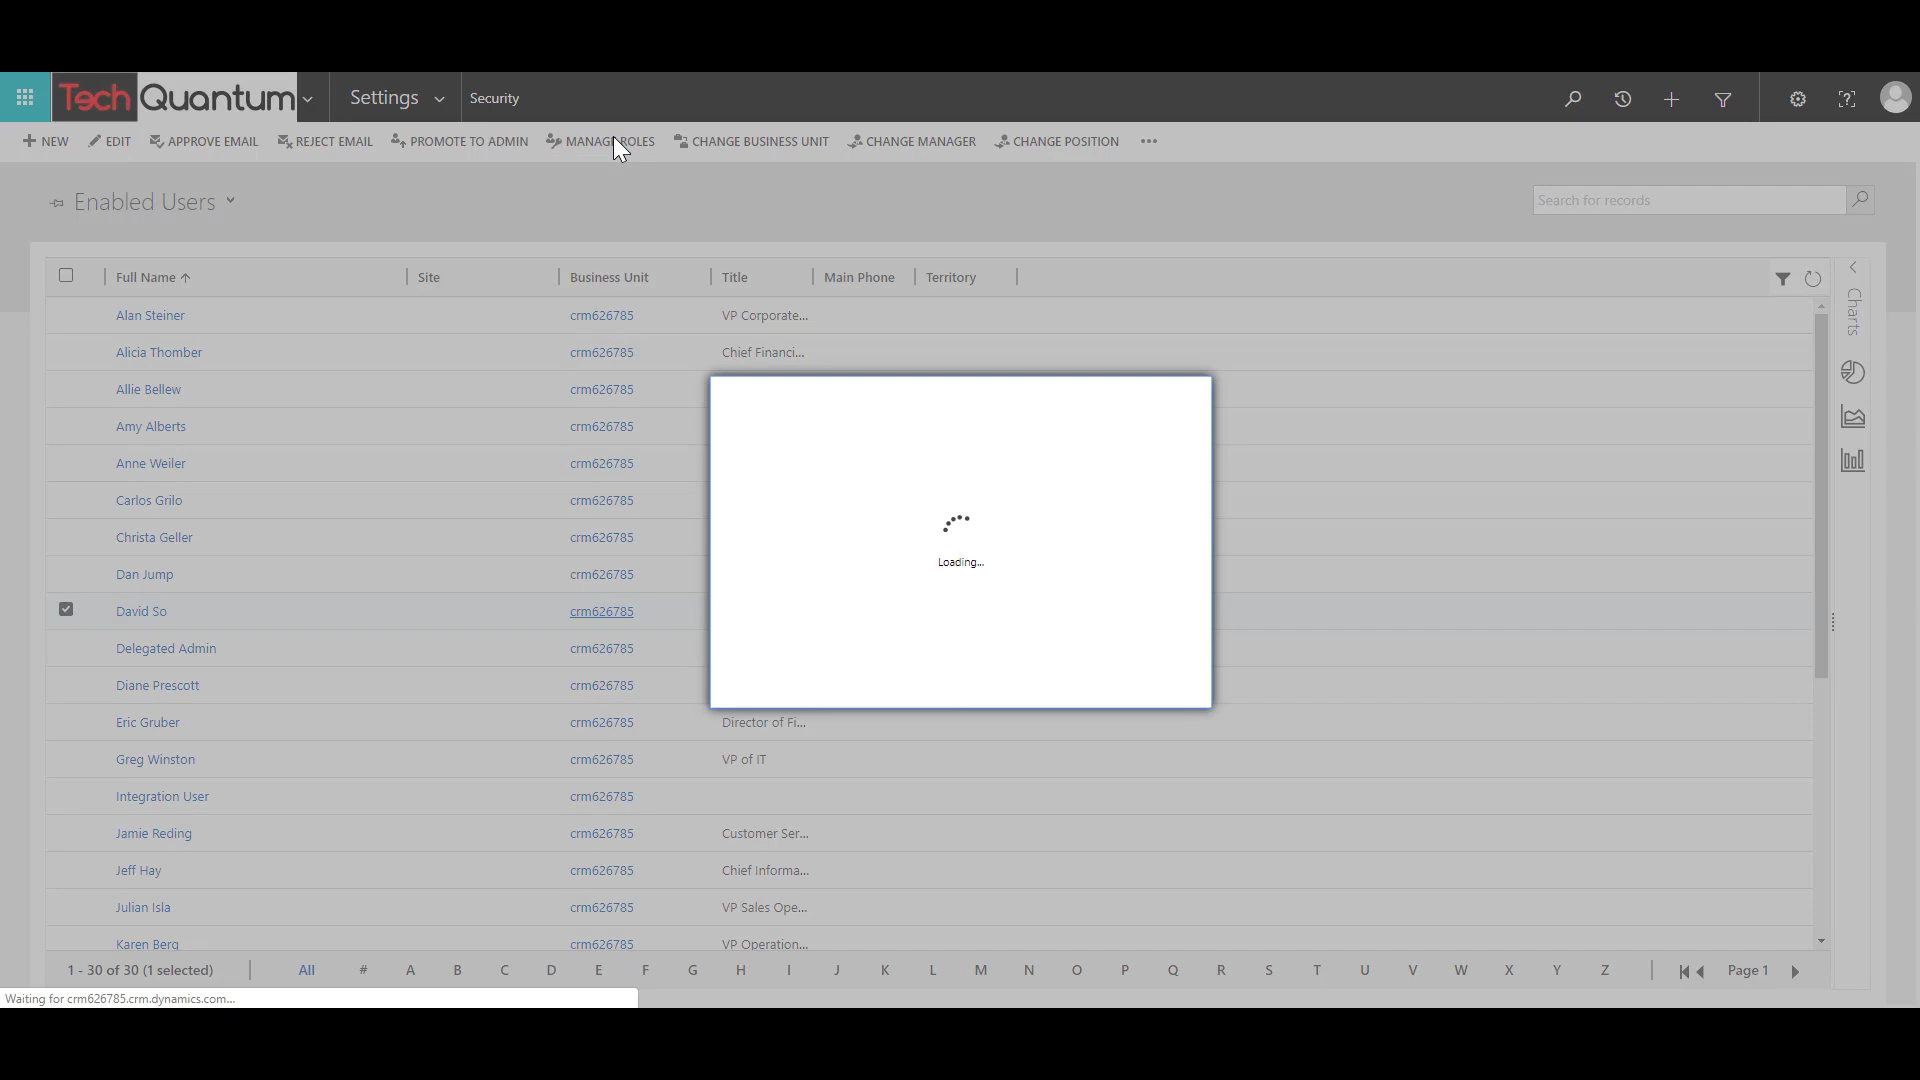 Tech Quantum Settings Security
NEW EDIT APPROVE EMAIL REJECT EMAIL PROMOTE TO ADMIN MANAGE ROLES CHANGE BUSINESS UNIT CHANGE MANAGER CHANGE POSITION
Enabled Users
Search for records
Full Name Site Business Unit Title Main Phone Territory
Charts
Alan Steiner crm626785 VP Corporate...
Alicia Thomber crm626785 Chief Financi...
Allie Bellew crm626785
Amy Alberts crm626785
Anne Weiler crm626785
Carlos Grilo crm626785
Christa Geller crm626785
Loading...
Dan Jump crm626785
David So crm626785
Delegated Admin crm626785
Diane Prescott crm626785
Eric Gruber crm626785 Director of Fi...
Greg Winston crm626785 VP of IT
Integration User crm626785
Jamie Reding crm626785 Customer Ser...
Jeff Hay crm626785 Chief Informa...
Julian Isla crm626785 VP Sales Ope...
Karen Berg crm626785 VP Operation...
1 - 30 of 30 (1 selected) All # A B C D E F G H I J K L M N O P Q R S T U V W X Y Z Page 1
Waiting for crm626785.crm.dynamics.com...